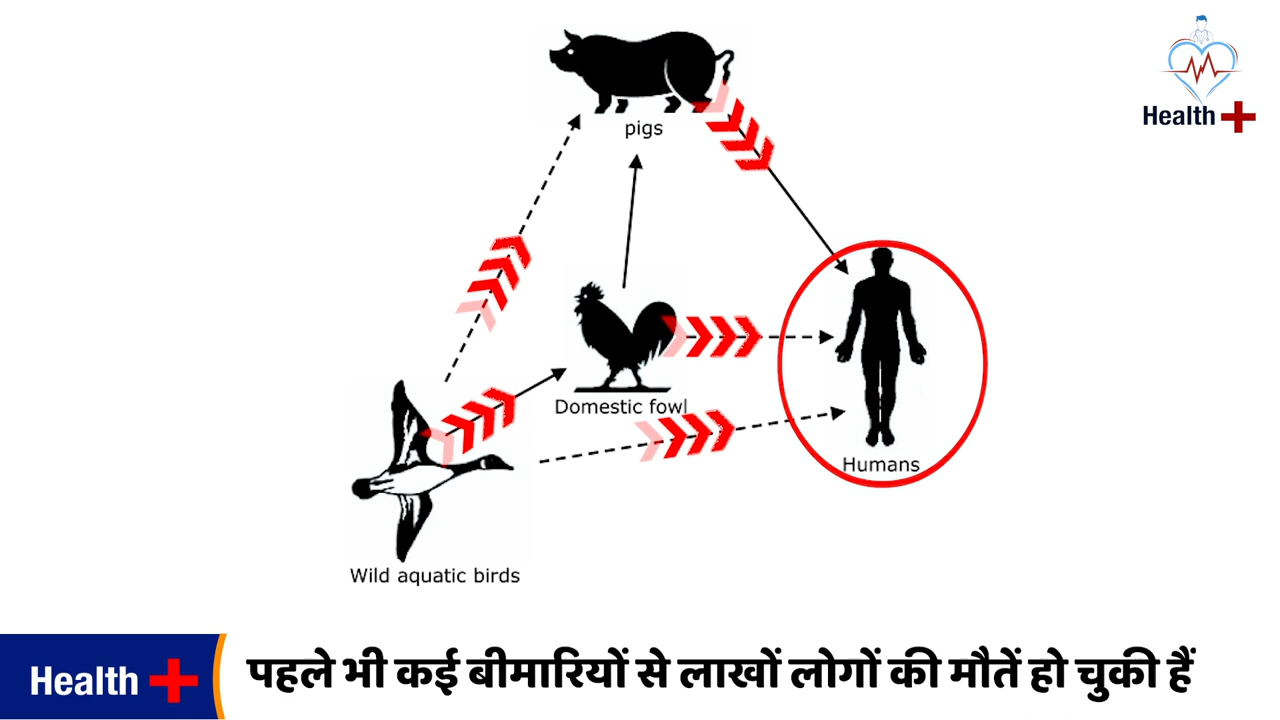 Health
pigs
Domestic fowl
Humans
Wild aquatic birds
Health
पहले भी कई बीमारियों से लाखों लोगों की मौतें हो चुकी हैं